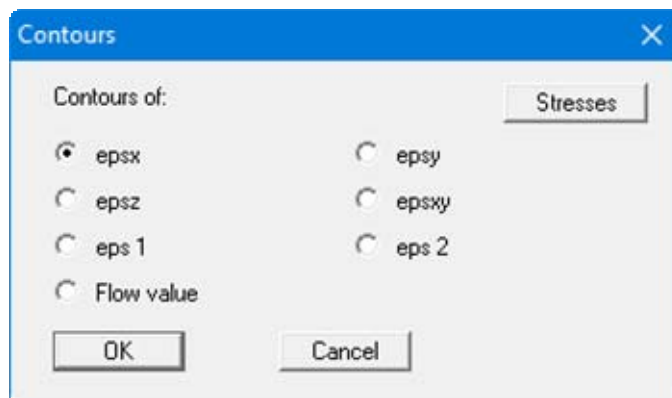 Contours
Contours of:
Stresses
epsx
epsy
epsz
epsxy
eps 1
eps 2
Flow value
OK
Cancel